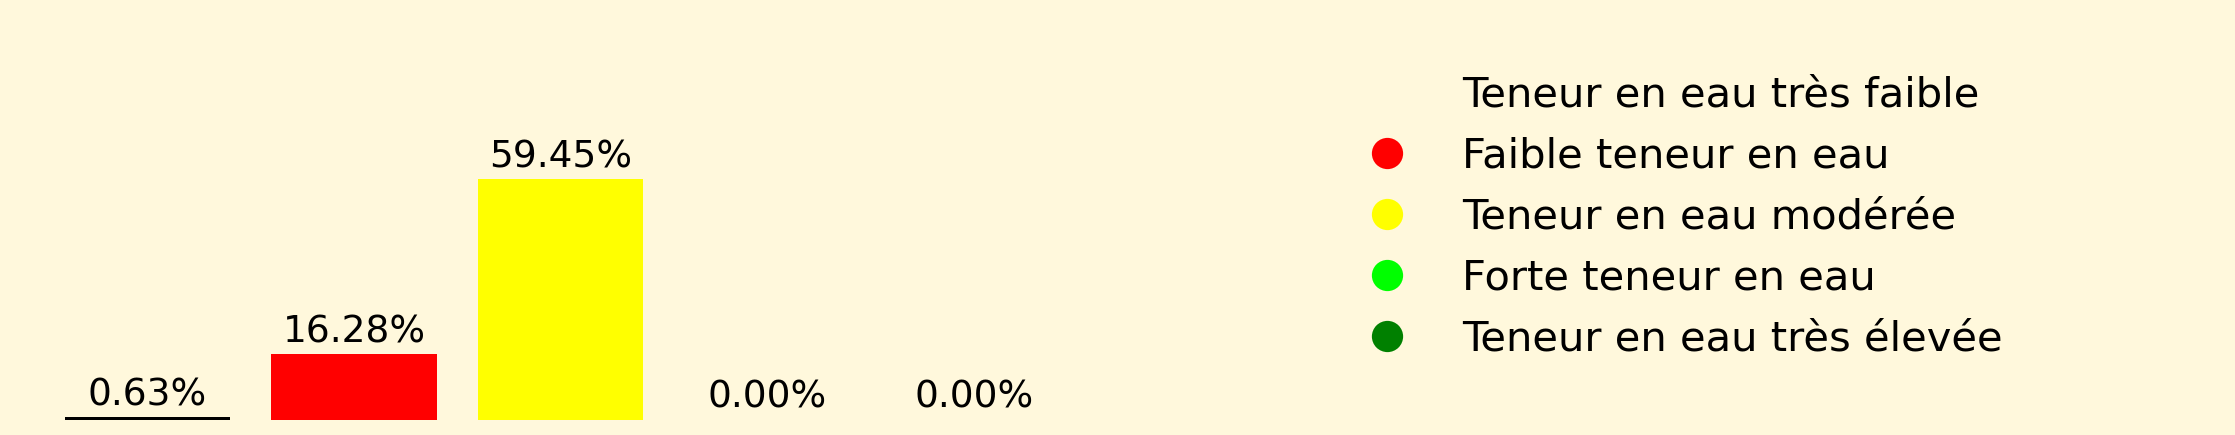 0.63%
16.28%
59.45%
0.00%
0.00%
Teneur en eau très faible
Faible teneur en eau
Teneur en eau modérée
Forte teneur en eau
Teneur en eau très élevée